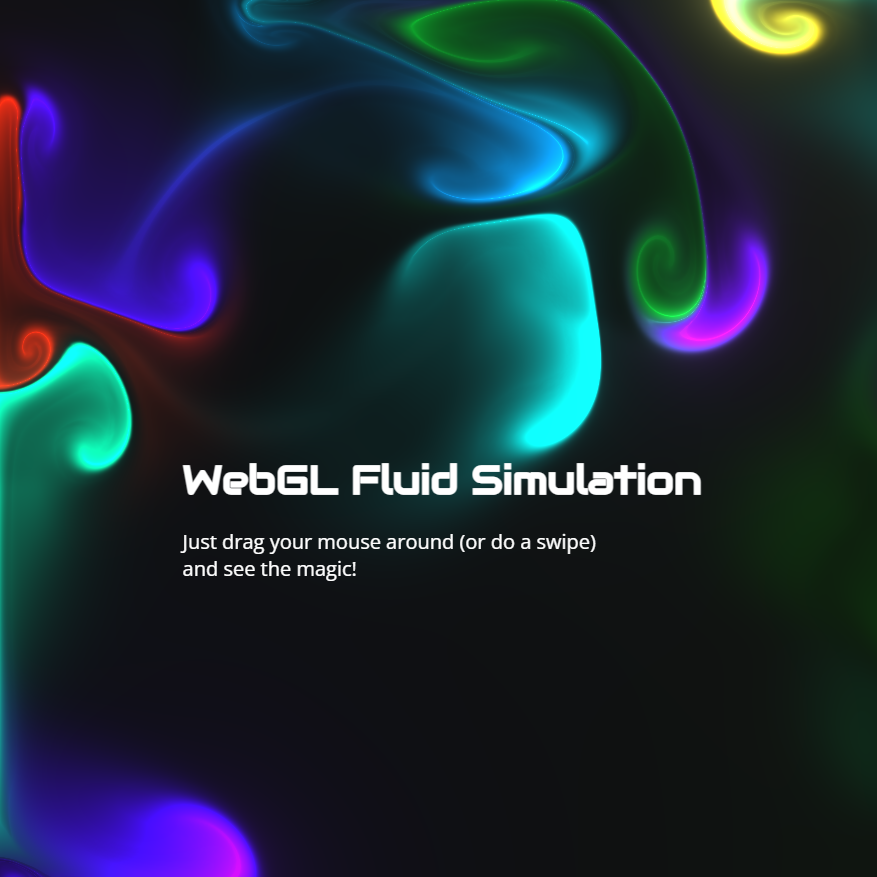 WebGL Fluid Simulation
Just drag your mouse around (or do a swipe)
and see the magic!